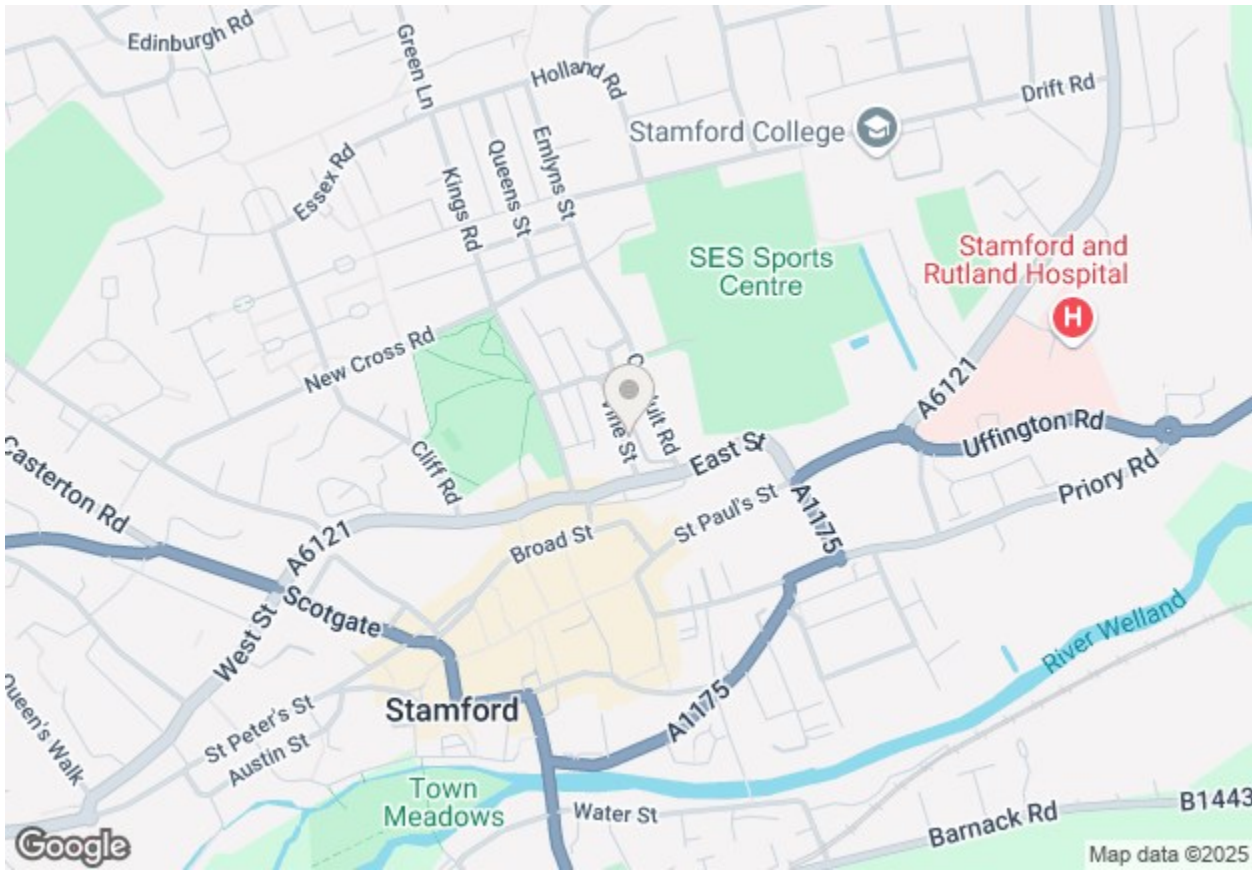 Edinburgh Rd
Green Ln
Holland Rd
Drift Rd
Stamford College
Essex Rd
Kings Rd
Queens St
Emlyns St
SES Sports
Centre
Stamford and
Rutland Hospital
H
New Cross Rd
A6121
Vine St
East St
Uffington Rd
Casterton Rd
Cliff Rd
Priory Rd
A6121
Broad St
St Paul's St
A1175
Scotgate
West St
River Welland
Queen's Walk
St Peter's St
Austin St
Stamford
A1175
Town
Meadows
Water St
Barnack Rd
B1443
Google
Map data ©2025